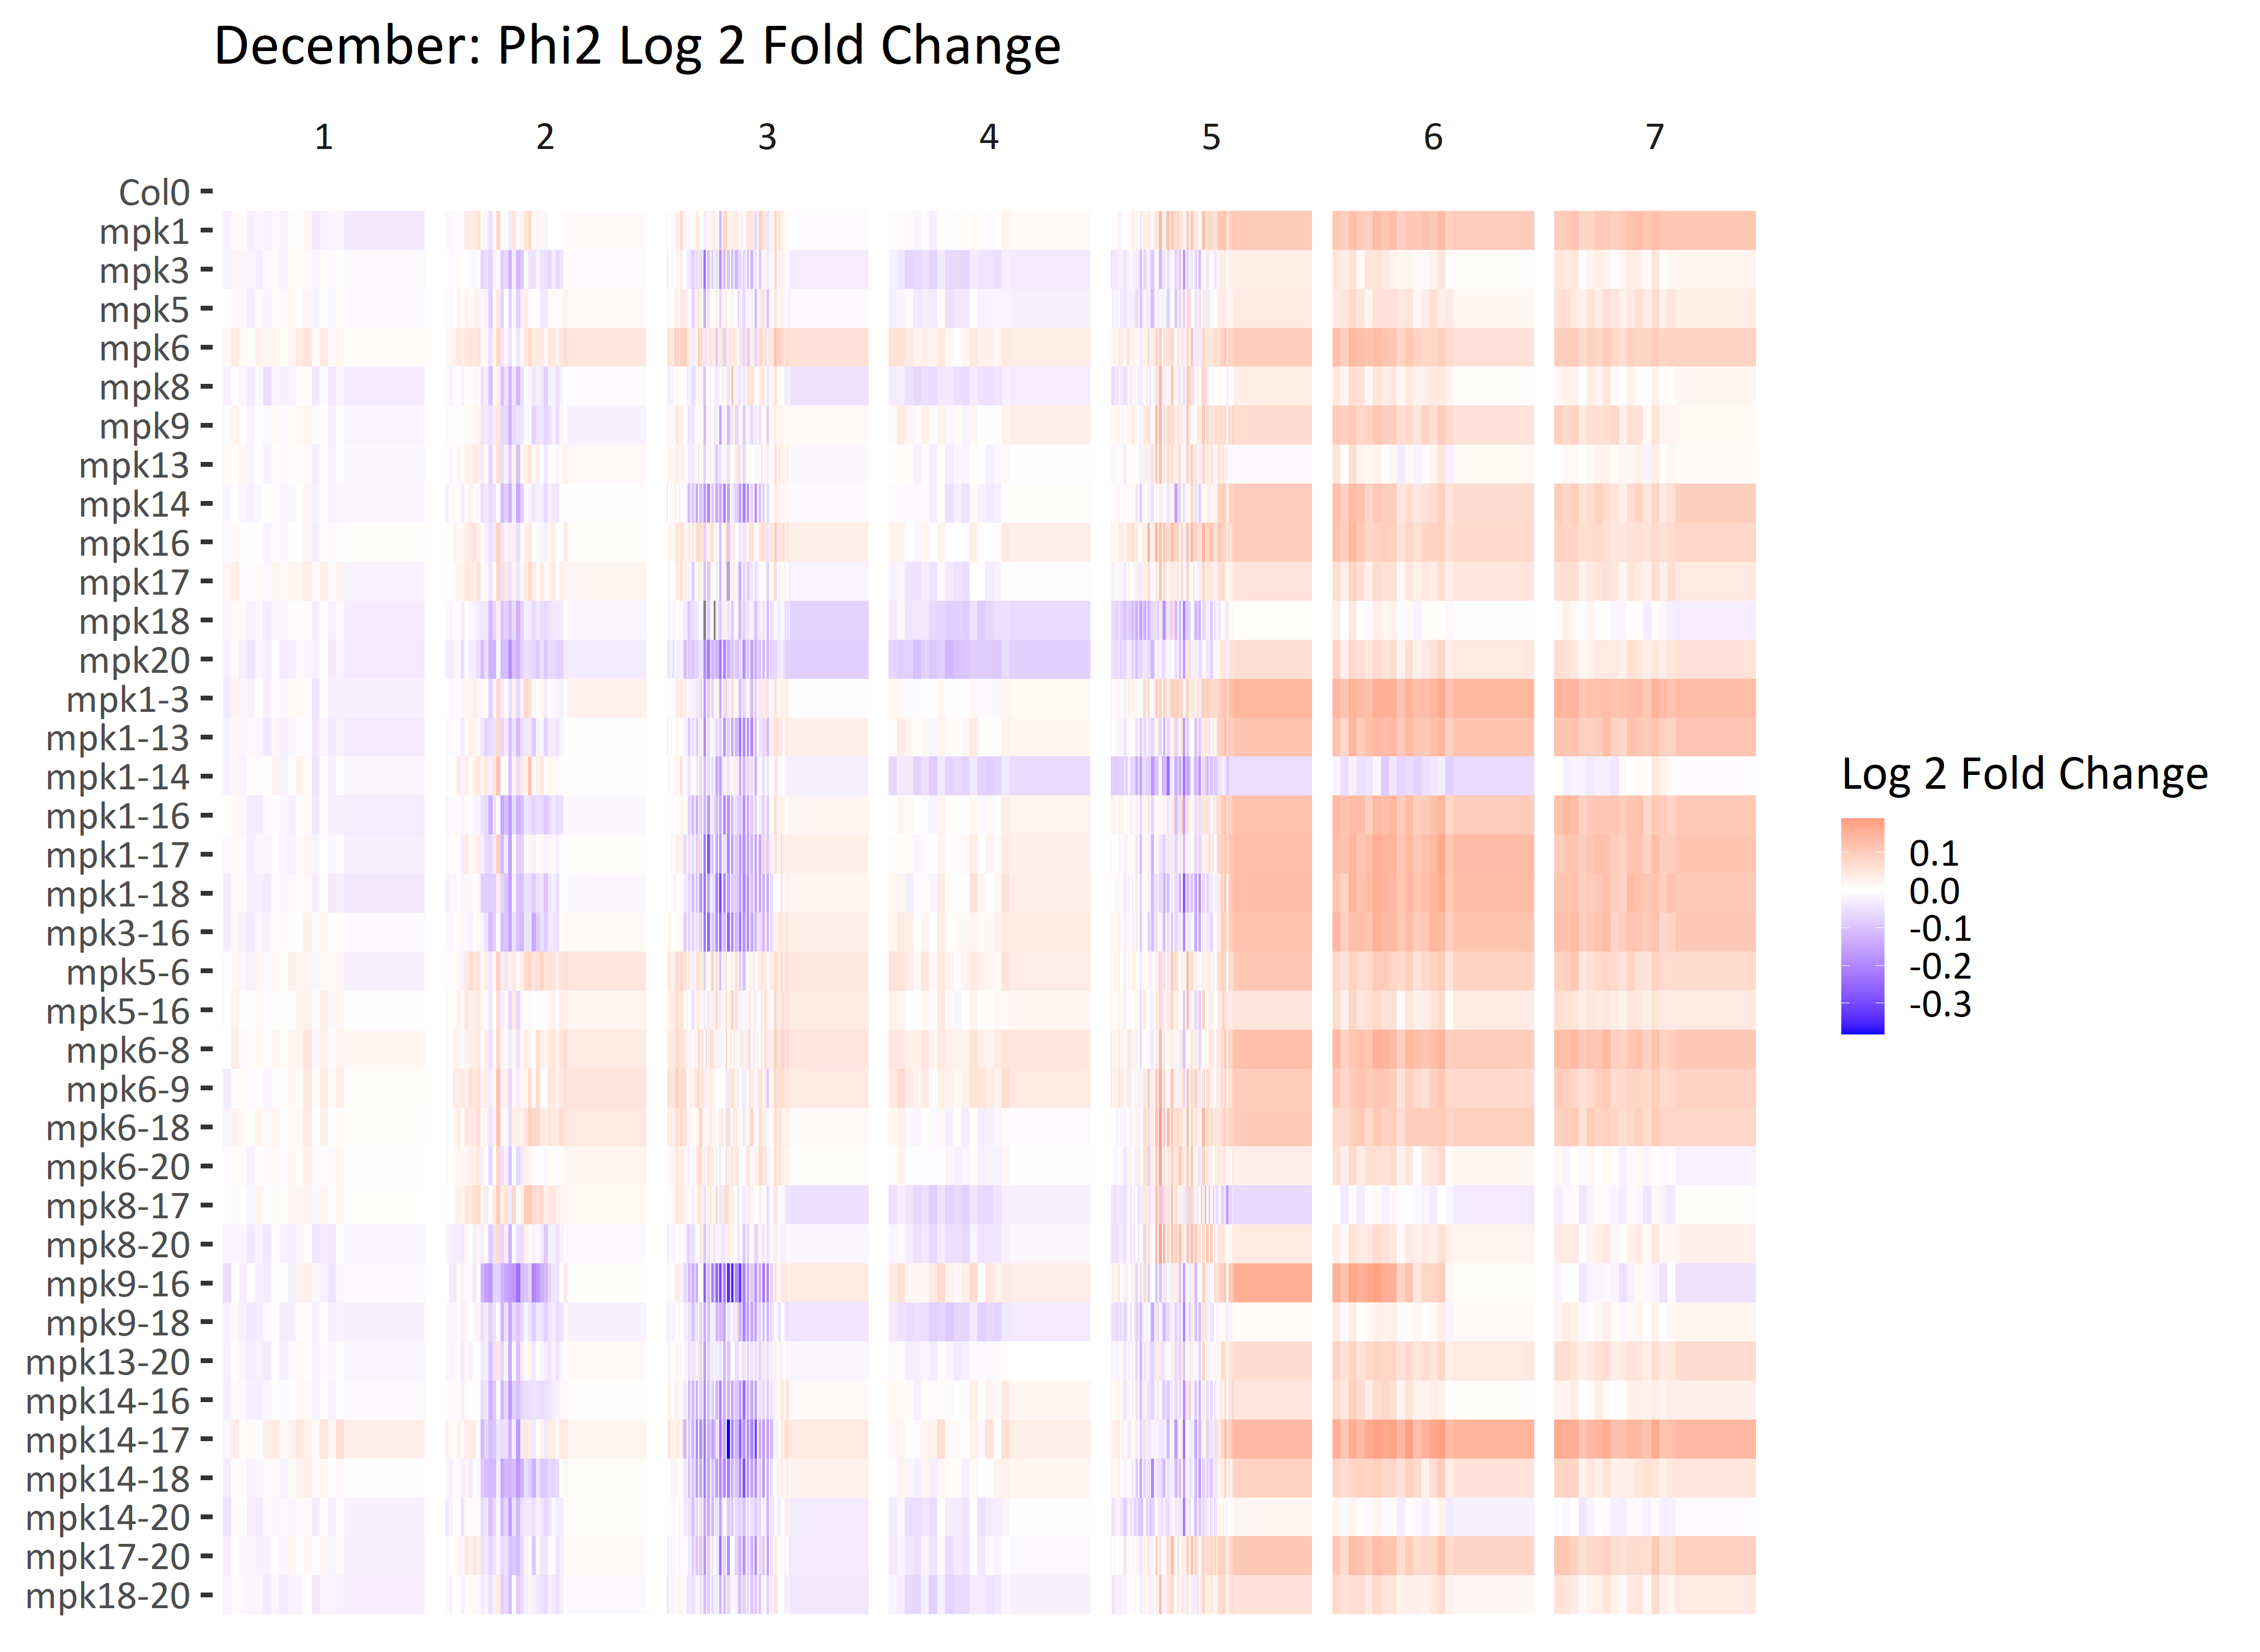 December: Phi2 Log 2 Fold Change
1 2 3 4 5 6 7
Col0
mpk1
mpk3
mpk5
mpk6
mpk8
mpk9
mpk13
mpk14
mpk16
mpk17
mpk18
mpk20
mpk1-3
mpk1-13
mpk1-14
mpk1-16
mpk1-17
mpk1-18
mpk3-16
mpk5-6
mpk5-16
mpk6-8
mpk6-9
mpk6-18
mpk6-20
mpk8-17
mpk8-20
mpk9-16
mpk9-18
mpk13-20
mpk14-16
mpk14-17
mpk14-18
mpk14-20
mpk17-20
mpk18-20
Log 2 Fold Change
0.1
0.0
-0.1
-0.2
-0.3